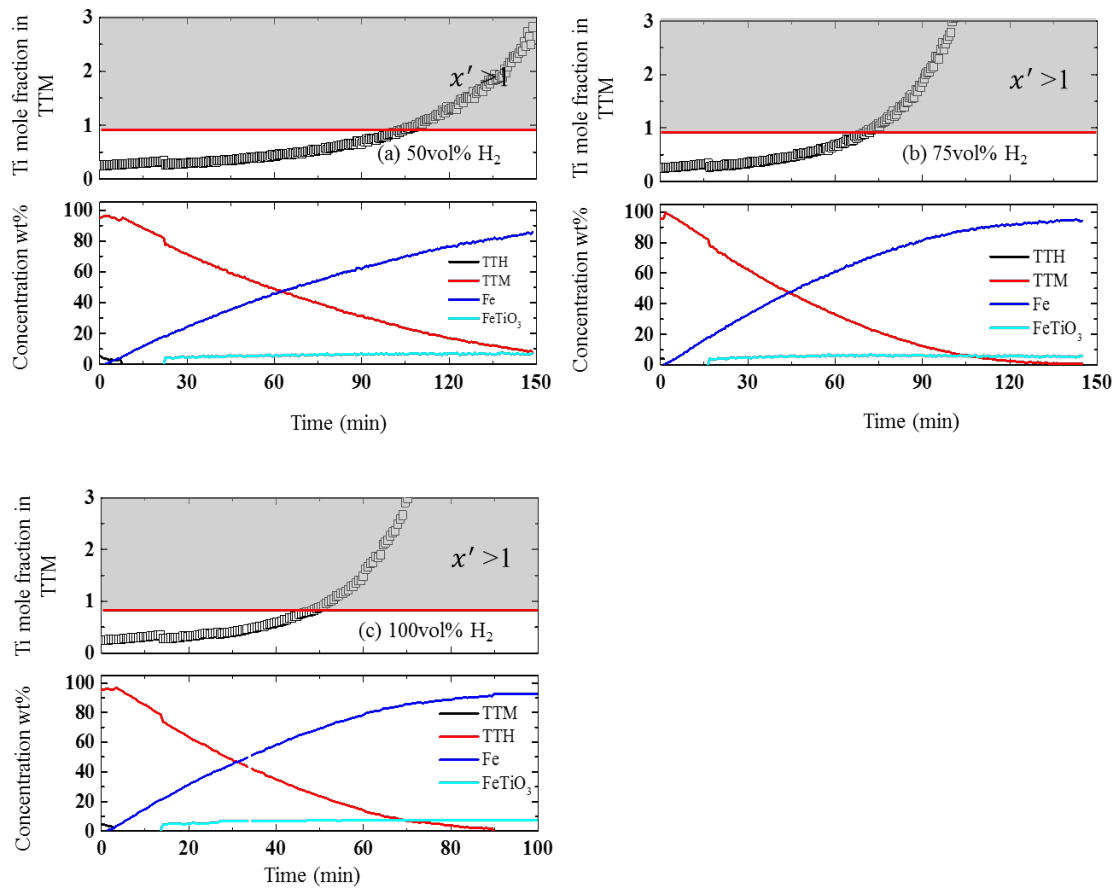 Ti mole fraction in
TTM
3
2
1
0
x′ >1
(a) 50vol% H₂
Concentration wt%
100
80
60
40
20
0
TTH
TTM
Fe
FeTiO₃
0 30 60 90 120 150
Time (min)
Ti mole fraction in
TTM
3
2
1
0
x′ >1
(b) 75vol% H₂
Concentration wt%
100
80
60
40
20
0
TTH
TTM
Fe
FeTiO₃
0 30 60 90 120 150
Time (min)
Ti mole fraction in
TTM
3
2
1
0
x′ >1
(c) 100vol% H₂
Concentration wt%
100
80
60
40
20
0
TTM
TTH
Fe
FeTiO₃
0 20 40 60 80 100
Time (min)